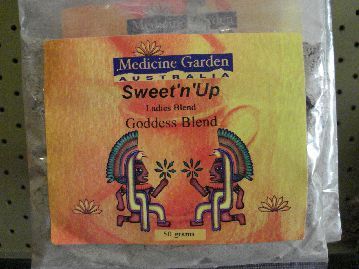 Medicine Garden
AUSTRALIA
Sweet'n'Up
Ladies Blend
Goddess Blend
50 grams